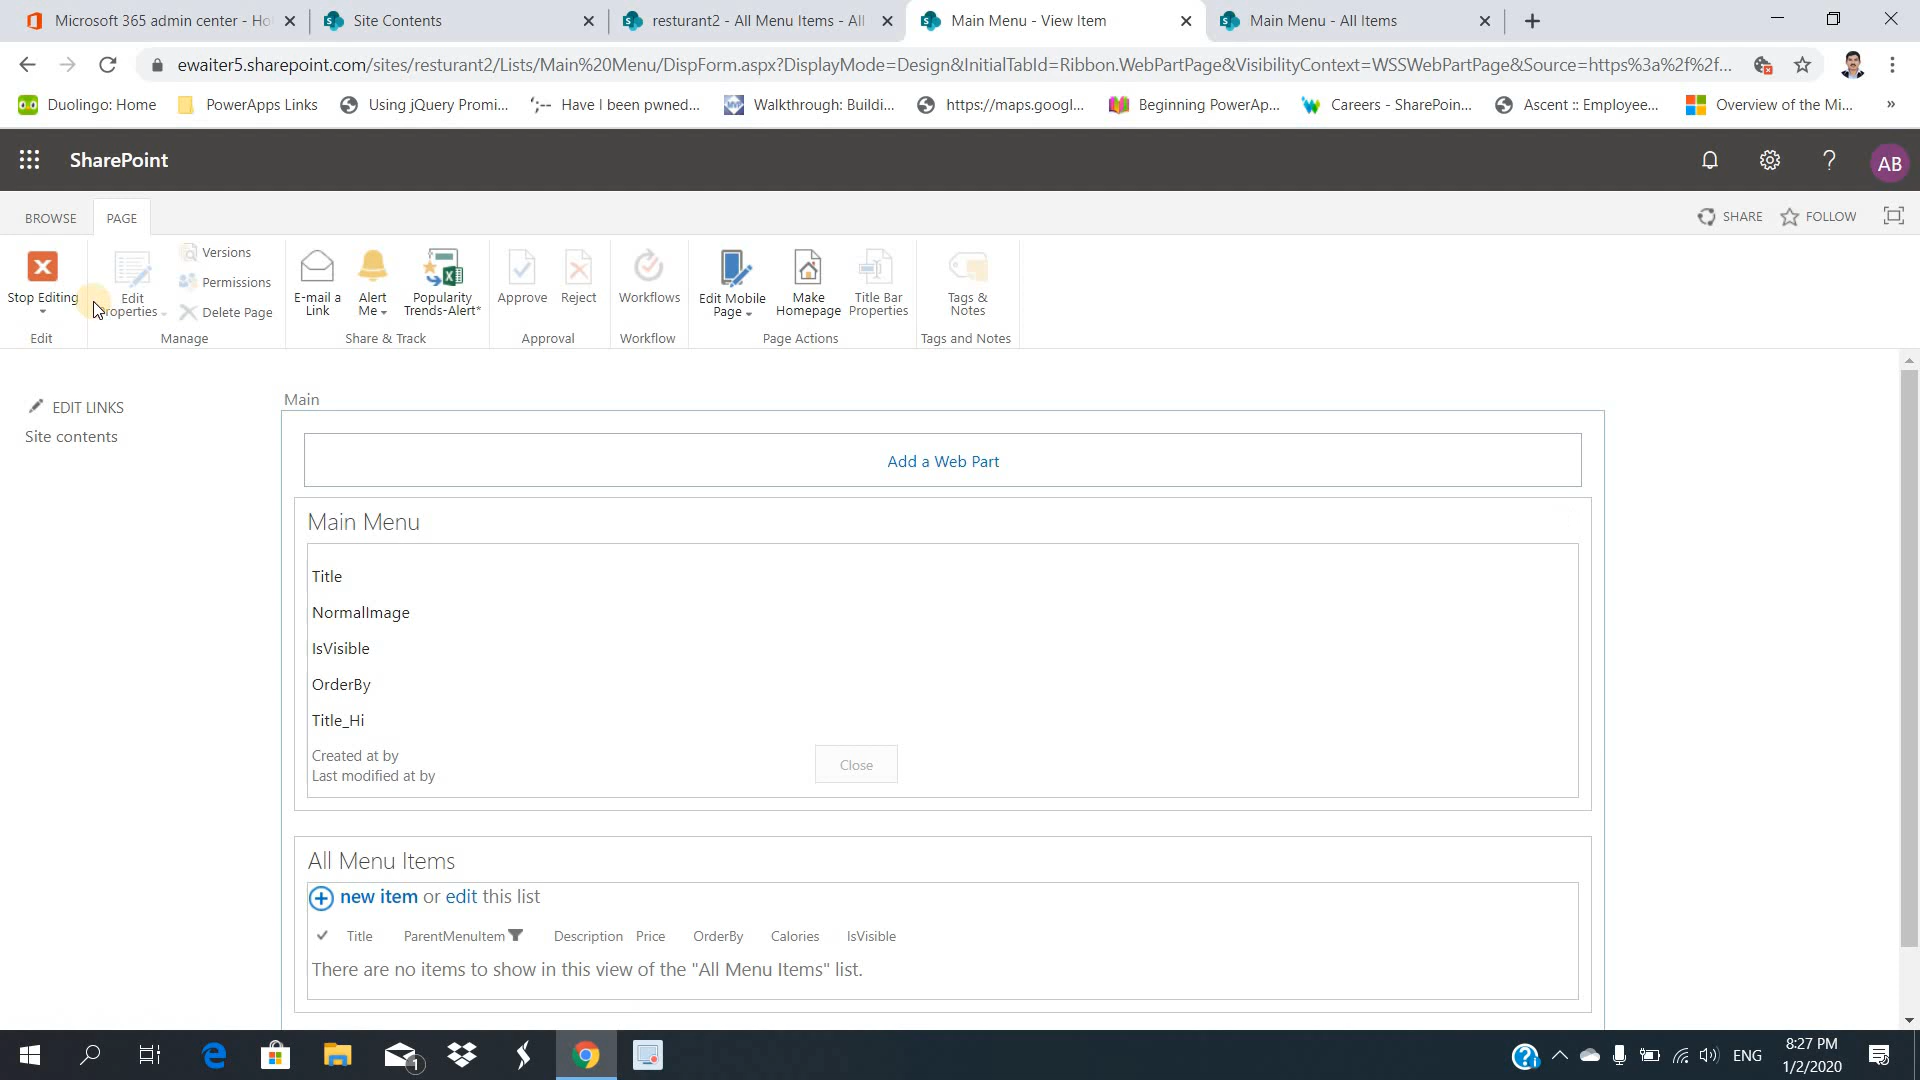 Microsoft 365 admin center - Ho
Site Contents
resturant2 - All Menu Items - All
Main Menu - View Item
Main Menu - All Items
ewaiter5.sharepoint.com/sites/resturant2/Lists/Main%20Menu/DispForm.aspx?DisplayMode=Design&InitialTabId=Ribbon.WebPartPage&VisibilityContext=WSSWebPartPage&Source=https%3a%2f%2f...
Duolingo: Home
PowerApps Links
Using jQuery Promi...
Have I been pwned...
Walkthrough: Buildi...
https://maps.googl...
Beginning PowerAp...
Careers - SharePoin...
Ascent :: Employee...
Overview of the Mi...
»
SharePoint
?
AB
BROWSE
PAGE
SHARE
FOLLOW
Stop Editing
Edit
Edit
Properties
Versions
Permissions
Delete Page
Manage
E-mail a
Link
Alert
Me
Popularity
Trends-Alert*
Share & Track
Approve
Reject
Approval
Workflows
Workflow
Edit Mobile
Page
Make
Homepage
Title Bar
Properties
Page Actions
Tags &
Notes
Tags and Notes
EDIT LINKS
Site contents
Main
Add a Web Part
Main Menu
Title
NormalImage
IsVisible
OrderBy
Title_Hi
Created at by
Last modified at by
Close
All Menu Items
new item or edit this list
Title ParentMenuItem Description Price OrderBy Calories IsVisible
There are no items to show in this view of the "All Menu Items" list.
1
ENG
8:27 PM
1/2/2020